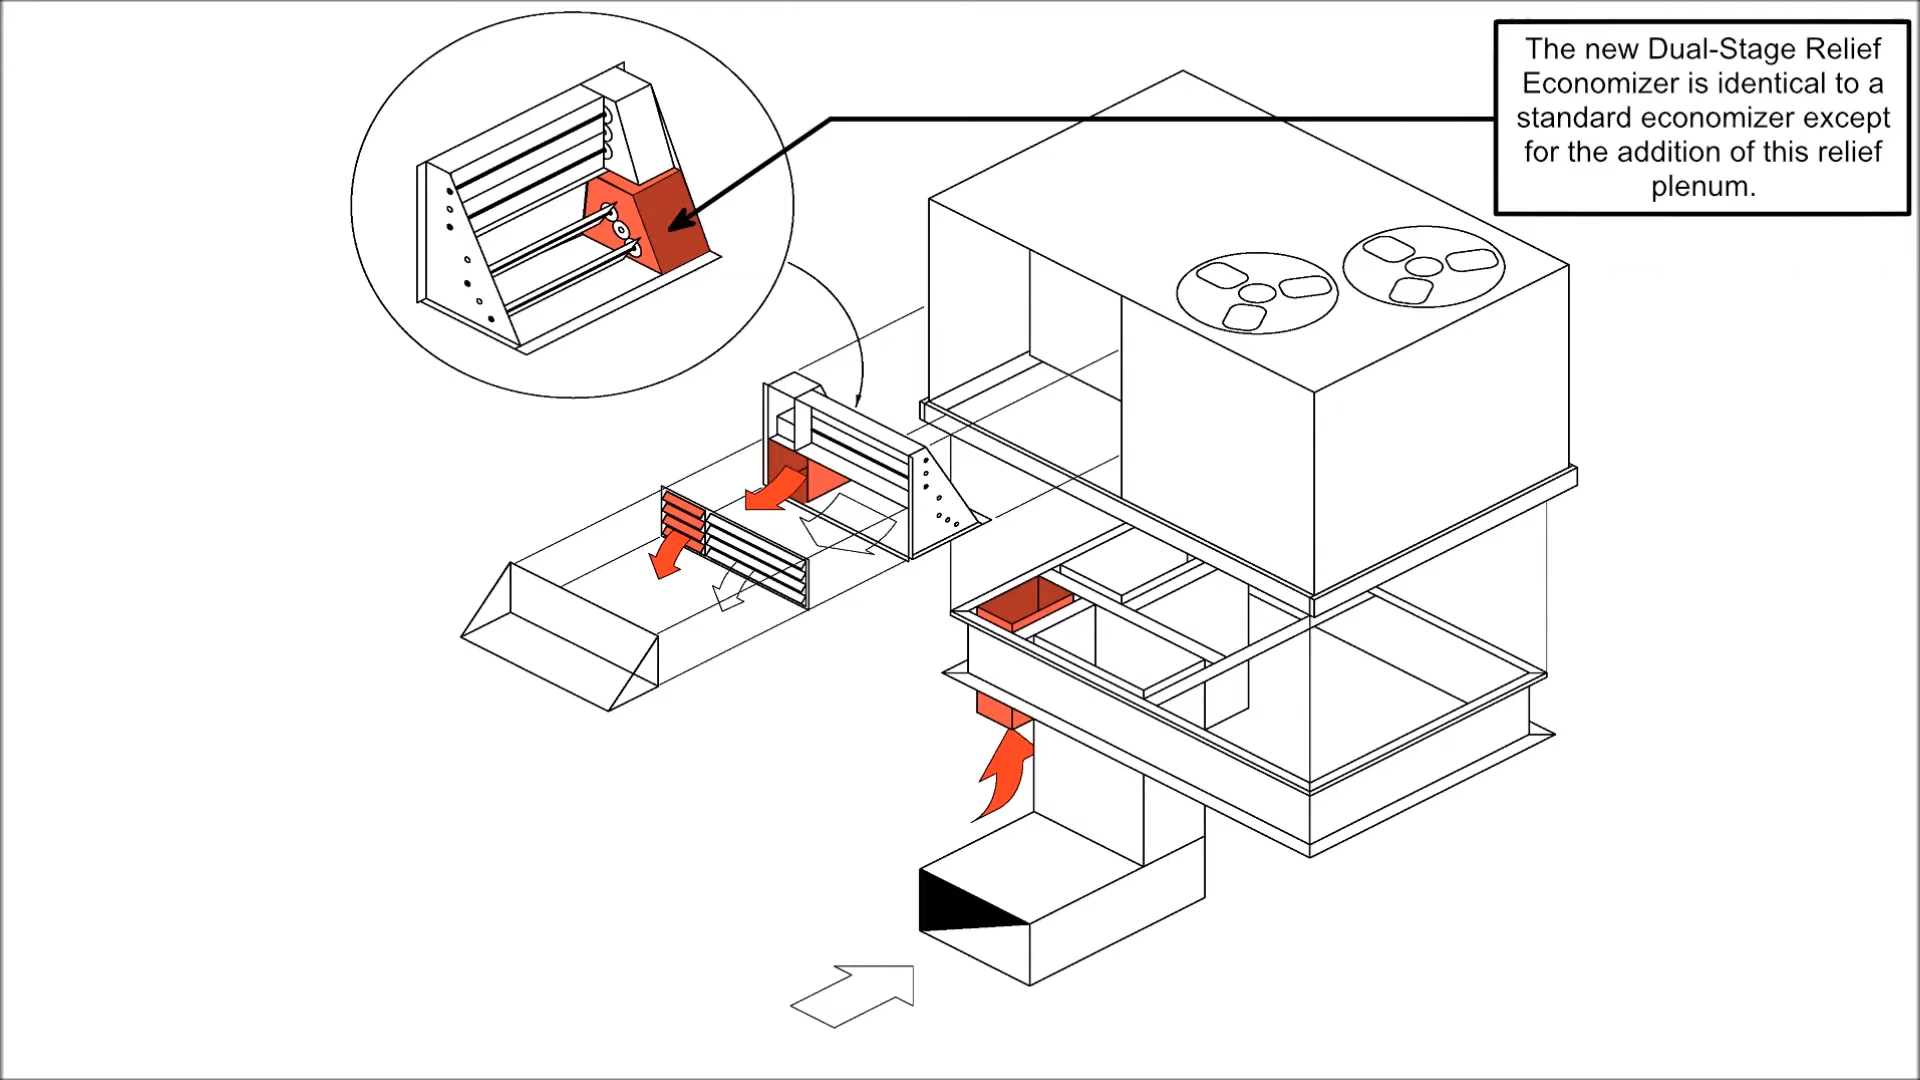 The new Dual-Stage Relief
Economizer is identical to a
standard economizer except
for the addition of this relief
plenum.